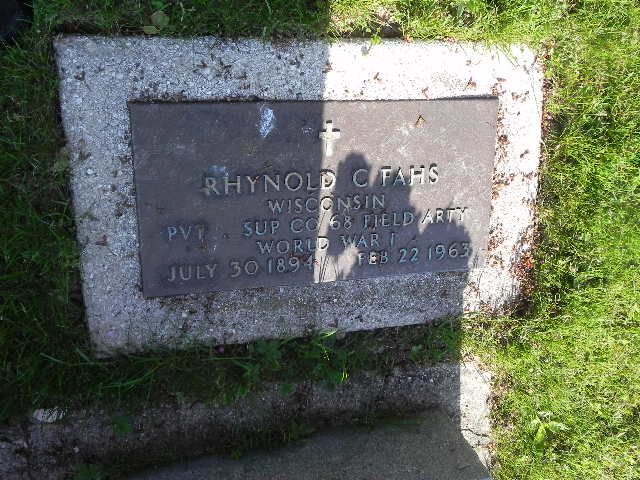 RHYNOLD C FAHS
WISCONSIN
PVT SUP CO 68 FIELD ARTY
WORLD WAR I
JULY 30 1894 FEB 22 1963